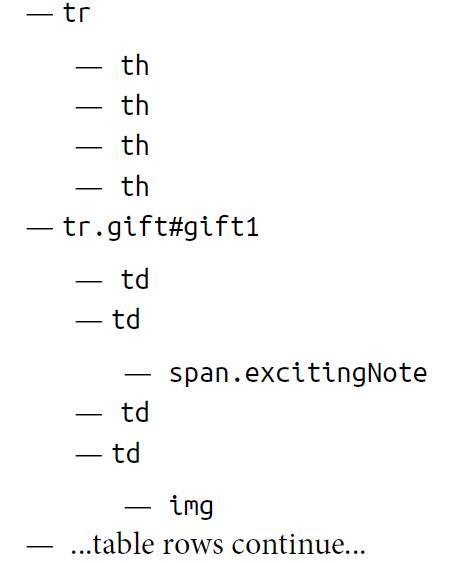 — tr
— th
— th
— th
— th
— tr.gift#gift1
— td
— td
— span.excitingNote
— td
— td
— img
— ...table rows continue...